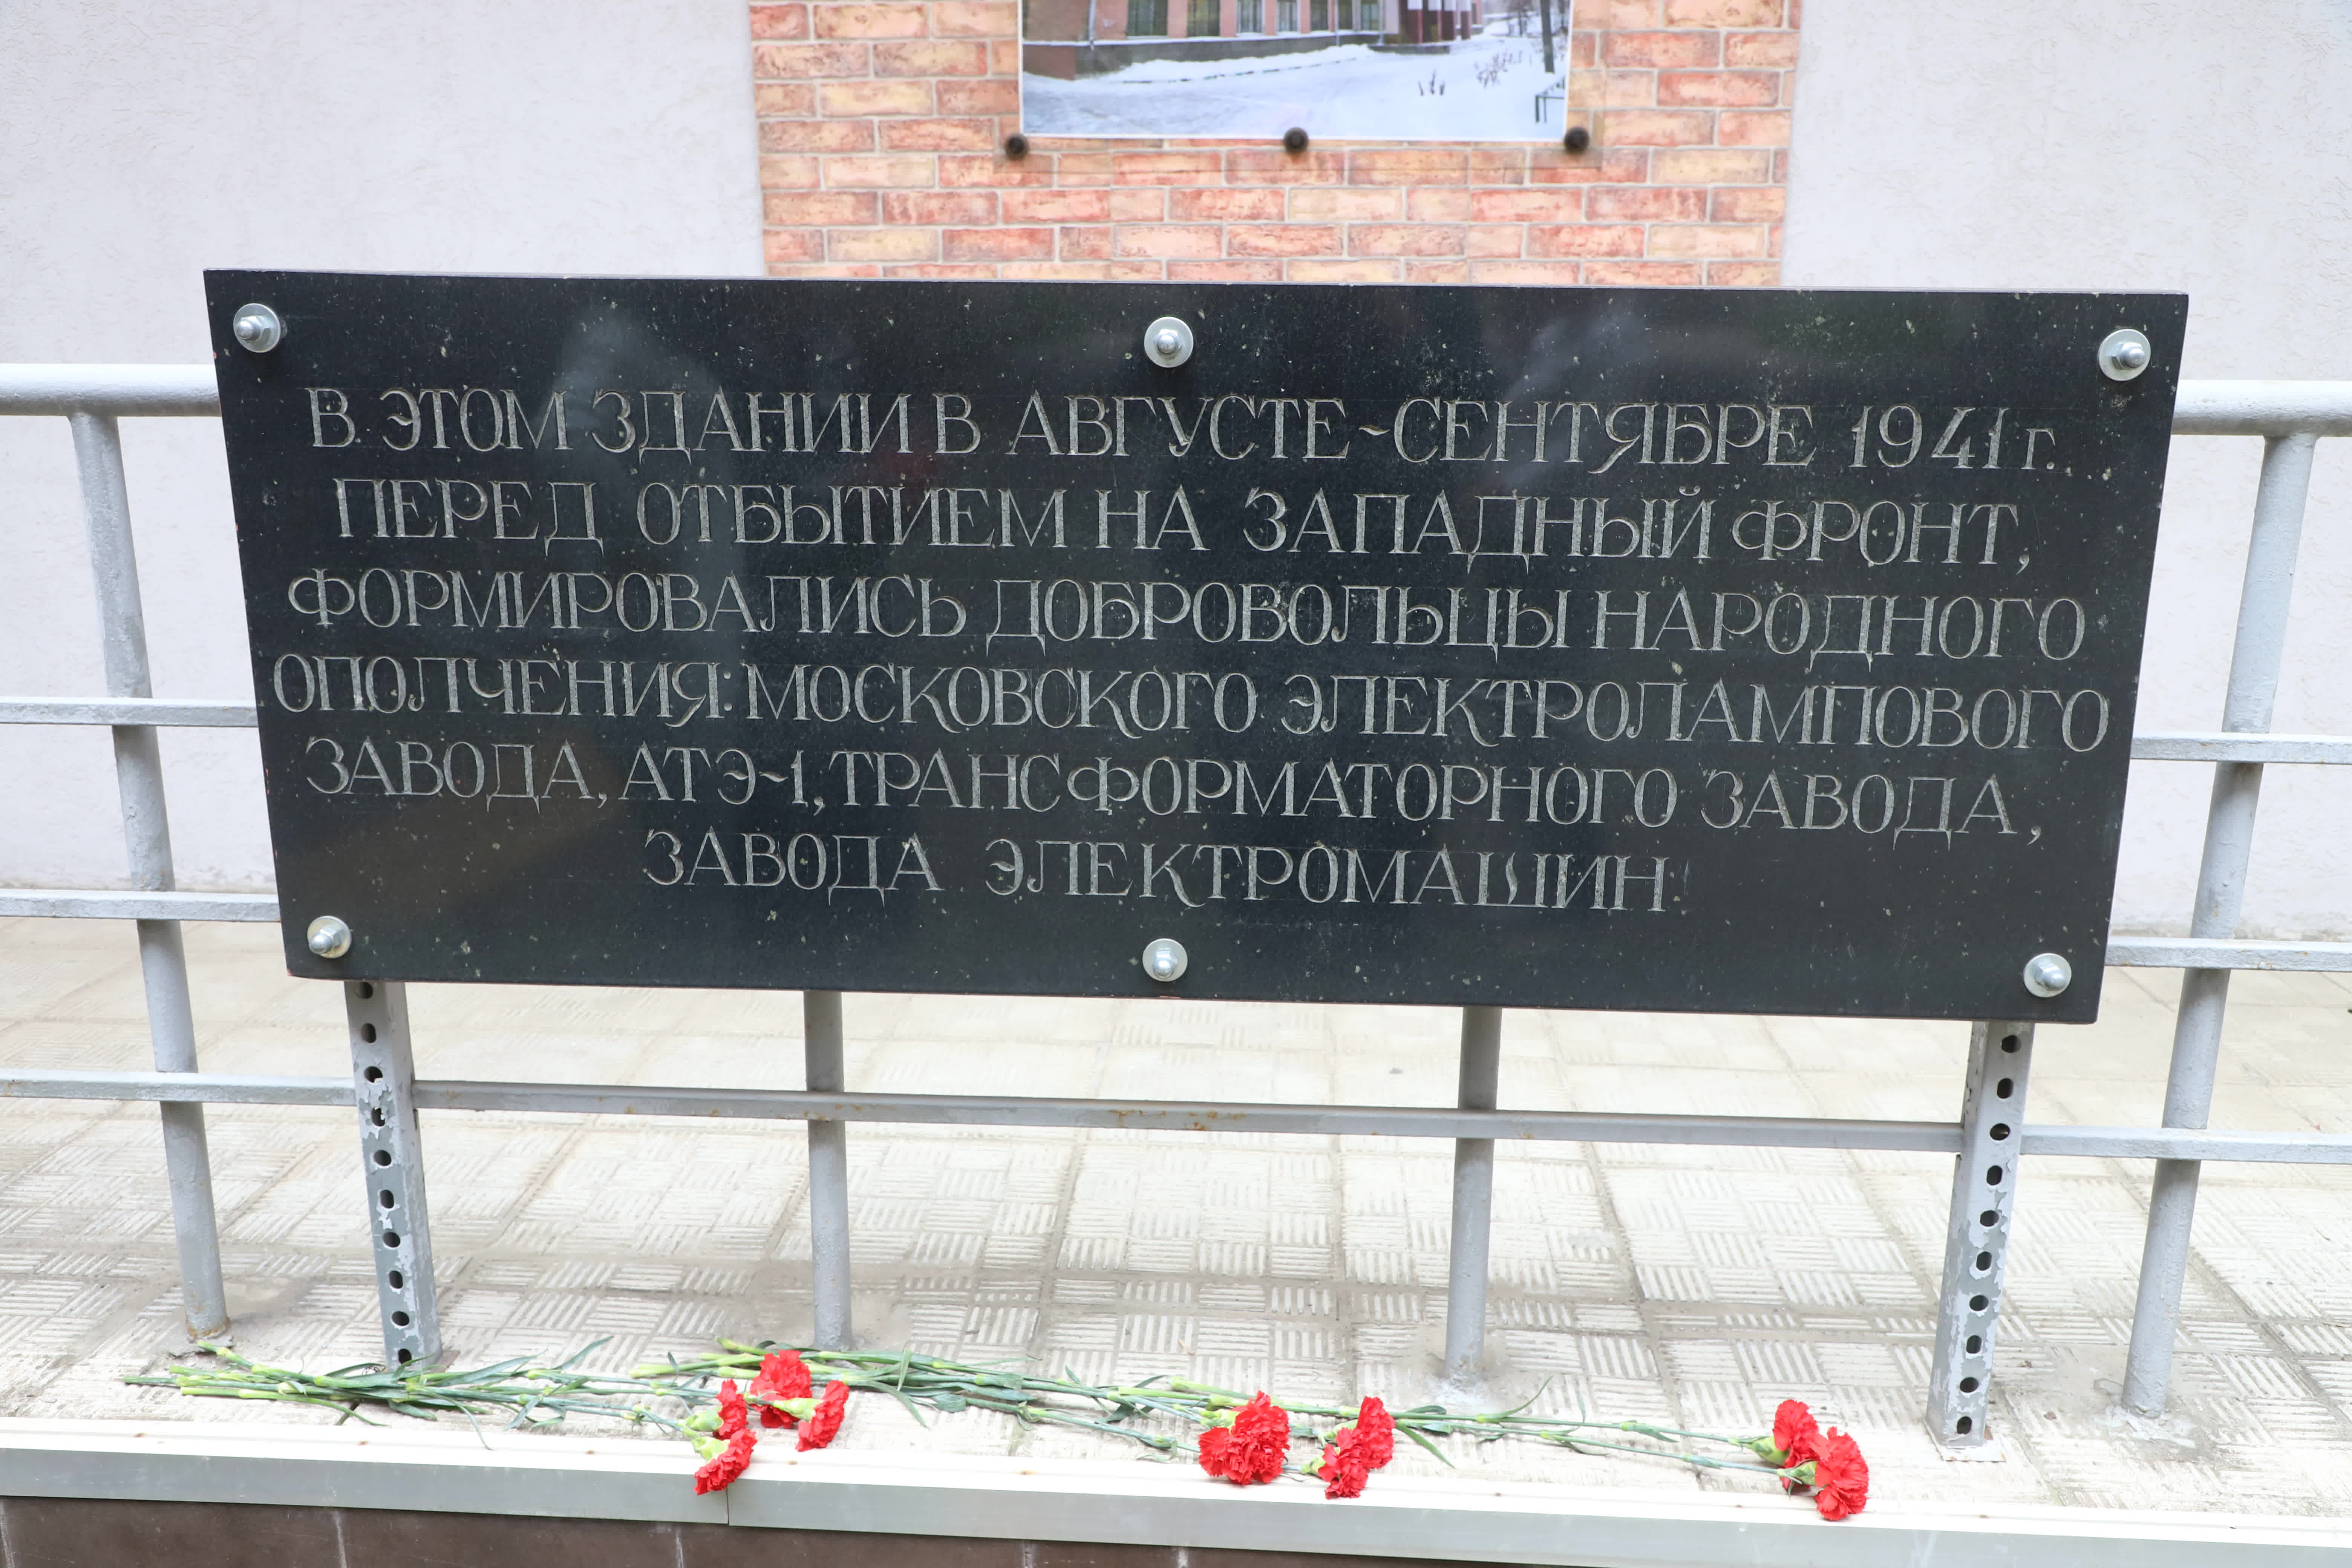 В ЭТОМ ЗДАНИИ В АВГУСТЕ-СЕНТЯБРЕ 1941 г.
ПЕРЕД ОТБЫТИЕМ НА ЗАПАДНЫЙ ФРОНТ,
ФОРМИРОВАЛИСЬ ДОБРОВОЛЬЦЫ НАРОДНОГО
ОПОЛЧЕНИЯ: МОСКОВСКОГО ЭЛЕКТРОЛАМПОВОГО
ЗАВОДА, АТЭ-1, ТРАНСФОРМАТОРНОГО ЗАВОДА,
ЗАВОДА ЭЛЕКТРОМАШИН